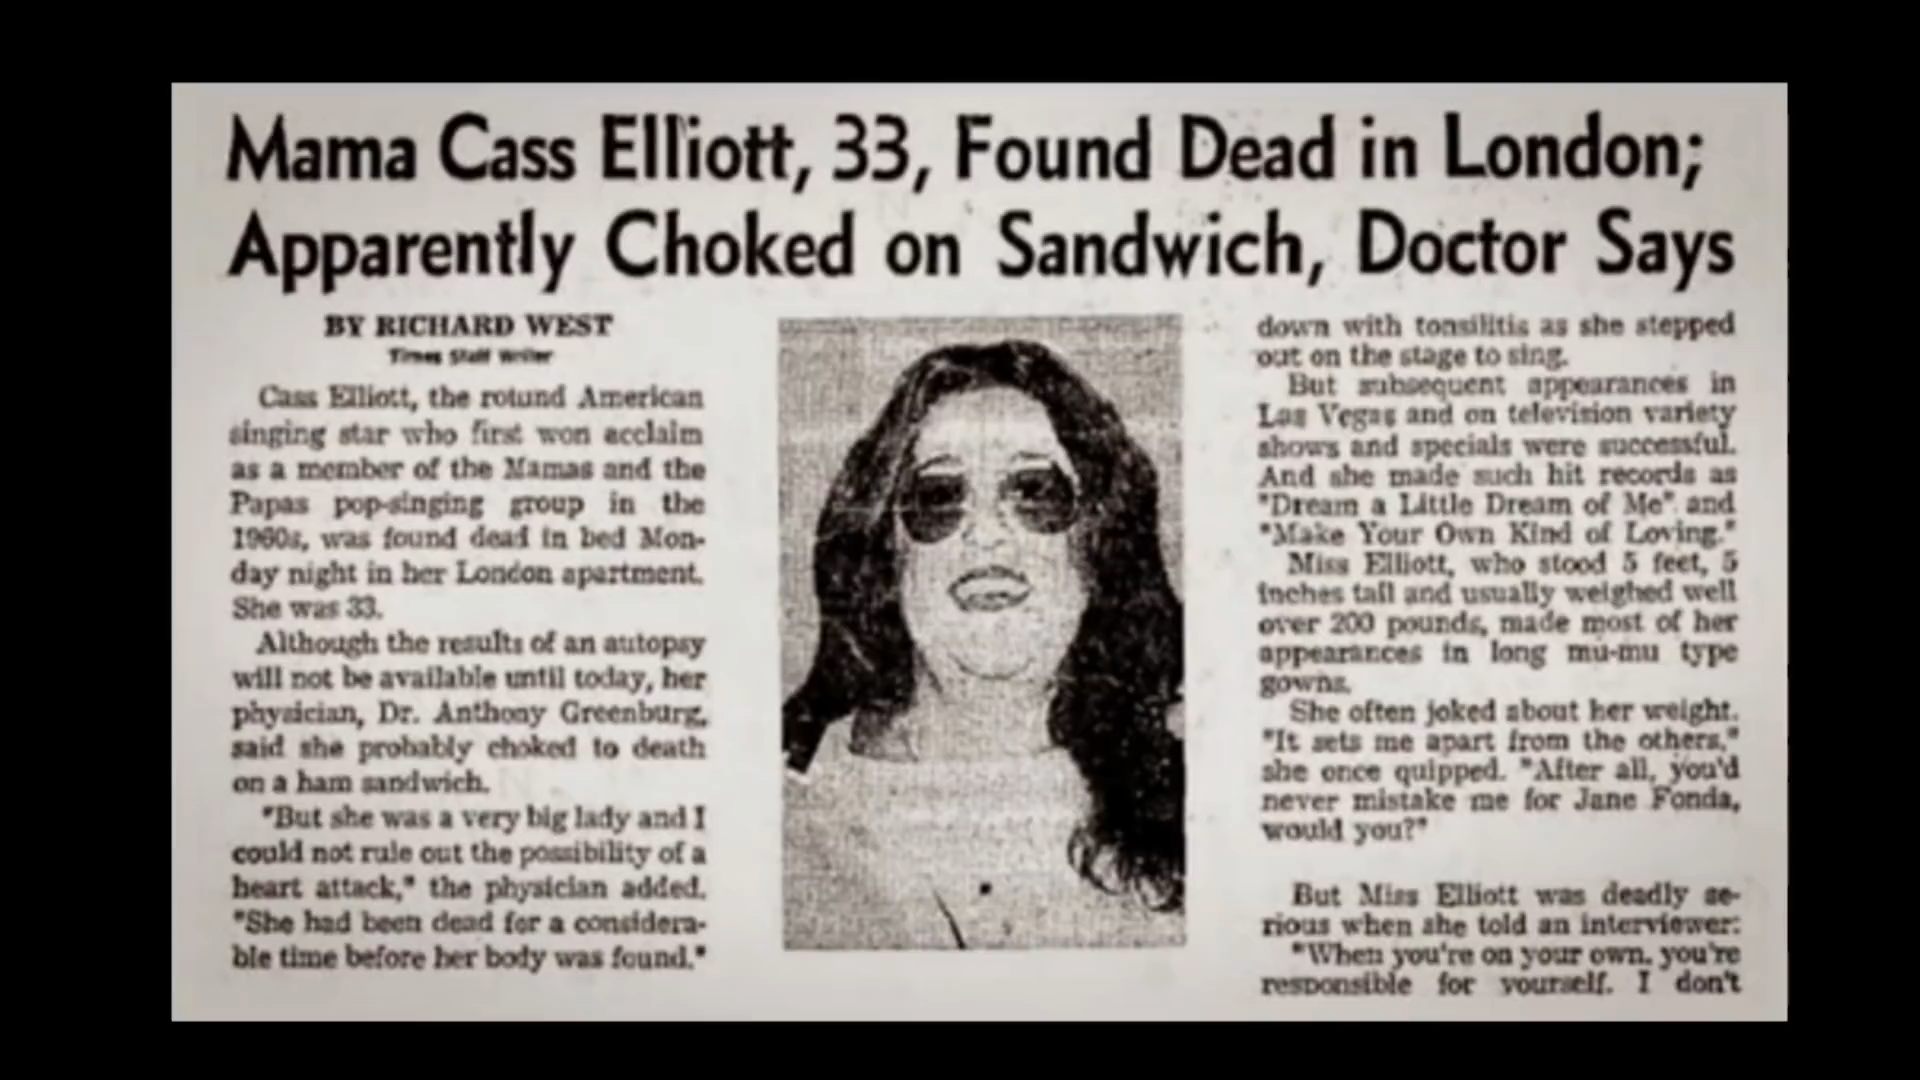 Mama Cass Elliott, 33, Found Dead in London;
Apparently Choked on Sandwich, Doctor Says
BY RICHARD WEST
Times Staff Writer
Cass Elliott, the rotund American
singing star who first won acclaim
as a member of the Mamas and the
Papas pop-singing group in the
1960s, was found dead in bed Mon-
day night in her London apartment.
She was 33.
Although the results of an autopsy
will not be available until today, her
physician, Dr. Anthony Greenburg,
said she probably choked to death
on a ham sandwich.
"But she was a very big lady and I
could not rule out the possibility of a
heart attack," the physician added.
"She had been dead for a considera-
ble time before her body was found."
down with tonsilitis as she stepped
out on the stage to sing.
But subsequent appearances in
Las Vegas and on television variety
shows and specials were successful.
And she made such hit records as
"Dream a Little Dream of Me" and
"Make Your Own Kind of Loving."
Miss Elliott, who stood 5 feet, 5
inches tall and usually weighed well
over 200 pounds, made most of her
appearances in long mu-mu type
gowns.
She often joked about her weight.
"It sets me apart from the others,"
she once quipped. "After all, you'd
never mistake me for Jane Fonda,
would you?"
But Miss Elliott was deadly se-
rious when she told an interviewer:
"When you're on your own, you're
responsible for yourself. I don't